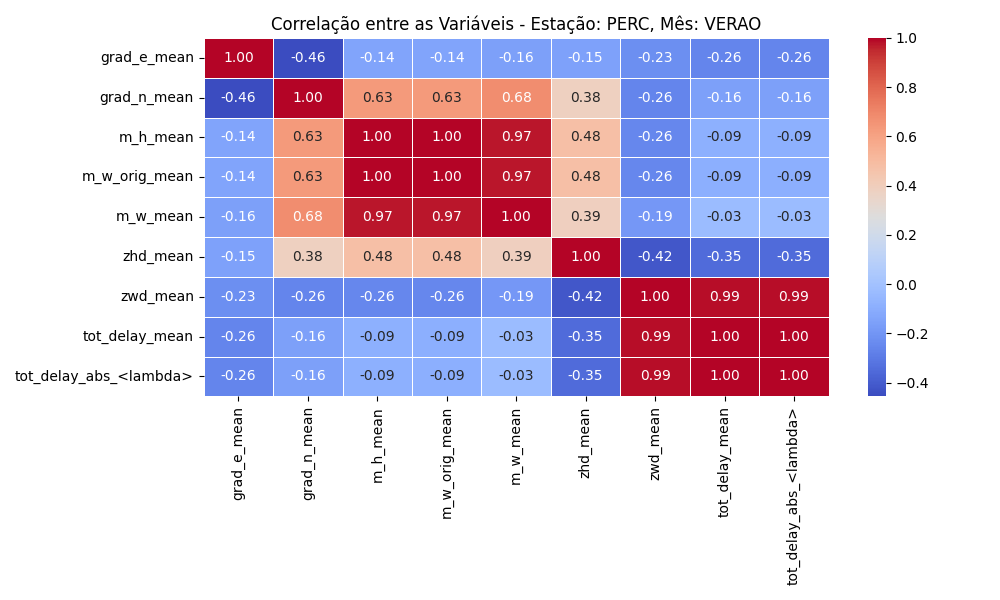 Correlação entre as Variáveis - Estação: PERC, Mês: VERAO
grad_e_mean 1.00 -0.46 -0.14 -0.14 -0.16 -0.15 -0.23 -0.26 -0.26
grad_n_mean -0.46 1.00 0.63 0.63 0.68 0.38 -0.26 -0.16 -0.16
m_h_mean -0.14 0.63 1.00 1.00 0.97 0.48 -0.26 -0.09 -0.09
m_w_orig_mean -0.14 0.63 1.00 1.00 0.97 0.48 -0.26 -0.09 -0.09
m_w_mean -0.16 0.68 0.97 0.97 1.00 0.39 -0.19 -0.03 -0.03
zhd_mean -0.15 0.38 0.48 0.48 0.39 1.00 -0.42 -0.35 -0.35
zwd_mean -0.23 -0.26 -0.26 -0.26 -0.19 -0.42 1.00 0.99 0.99
tot_delay_mean -0.26 -0.16 -0.09 -0.09 -0.03 -0.35 0.99 1.00 1.00
tot_delay_abs_<lambda> -0.26 -0.16 -0.09 -0.09 -0.03 -0.35 0.99 1.00 1.00
grad_e_mean
grad_n_mean
m_h_mean
m_w_orig_mean
m_w_mean
zhd_mean
zwd_mean
tot_delay_mean
tot_delay_abs_<lambda>
1.0
0.8
0.6
0.4
0.2
0.0
−0.2
−0.4